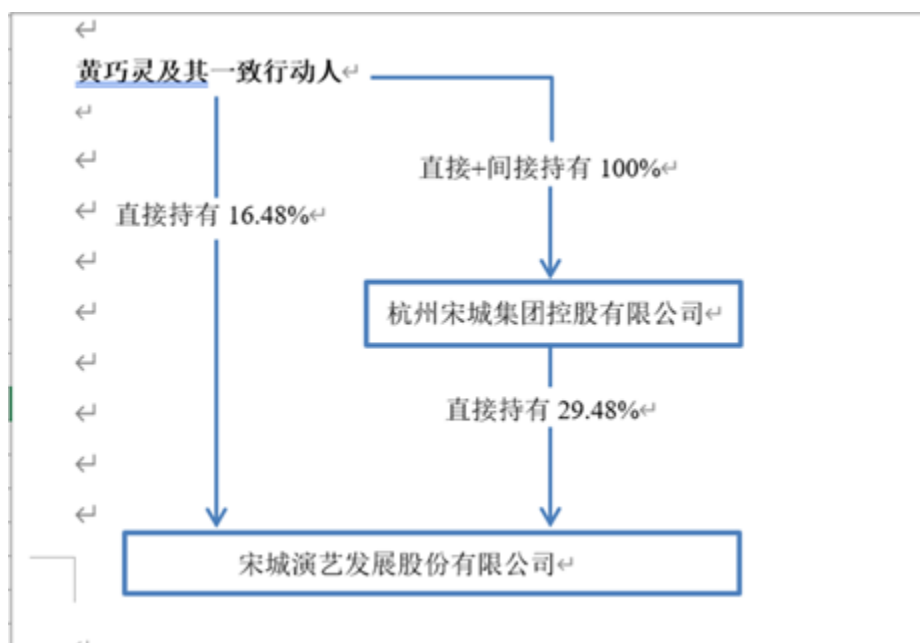 黄巧灵及其一致行动人
直接+间接持有 100%
直接持有 16.48%
杭州宋城集团控股有限公司
直接持有 29.48%
宋城演艺发展股份有限公司